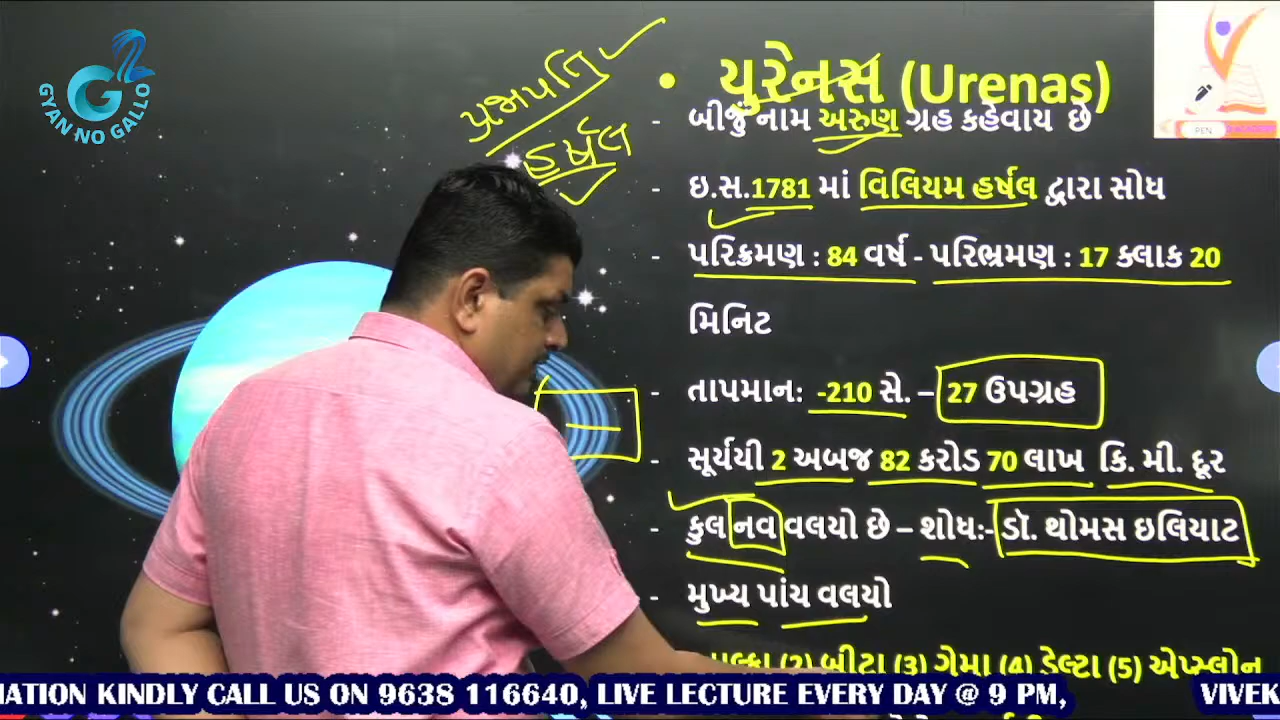 GYAN NO GALLO
પ્રજાપતિ
હર્ષલ
• યુરેનસ (Urenas)
- બીજું નામ અરુણ ગ્રહ કહેવાય છે
- ઇ.સ.1781 માં વિલિયમ હર્ષલ દ્વારા સોધ
- પરિક્રમણ : 84 વર્ષ - પરિભ્રમણ : 17 ક્લાક 20
મિનિટ
- તાપમાન: -210 સે. – 27 ઉપગ્રહ
- સૂર્યયી 2 અબજ 82 કરોડ 70 લાખ કિ. મી. દૂર
- કુલ નવ વલયો છે – શોધ:- ડૉ. થોમસ ઇલિયાટ
- મુખ્ય પાંચ વલયો
(2) બીટા (3) ગેમા (4) ડેલ્ટા (5) એપ્સ્લોન
PEN
MATION KINDLY CALL US ON 9638 116640, LIVE LECTURE EVERY DAY @ 9 PM, VIVEK